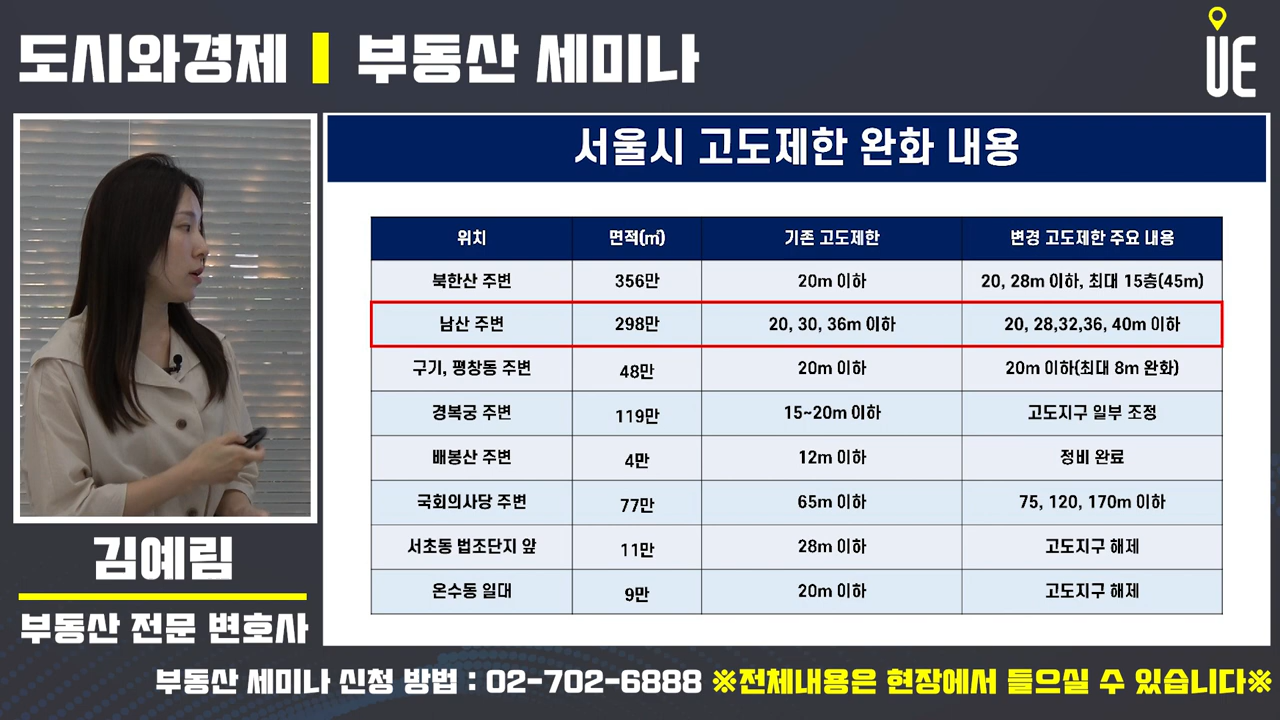 도시와경제 부동산 세미나
UE
서울시 고도제한 완화 내용
위치 면적(㎡) 기존 고도제한 변경 고도제한 주요 내용
북한산 주변 356만 20m 이하 20, 28m 이하, 최대 15층(45m)
남산 주변 298만 20, 30, 36m 이하 20, 28,32,36, 40m 이하
구기, 평창동 주변 48만 20m 이하 20m 이하(최대 8m 완화)
경복궁 주변 119만 15~20m 이하 고도지구 일부 조정
배봉산 주변 4만 12m 이하 정비 완료
국회의사당 주변 77만 65m 이하 75, 120, 170m 이하
서초동 법조단지 앞 11만 28m 이하 고도지구 해제
온수동 일대 9만 20m 이하 고도지구 해제
김예림
부동산 전문 변호사
부동산 세미나 신청 방법 : 02-702-6888 ※전체내용은 현장에서 들으실 수 있습니다※